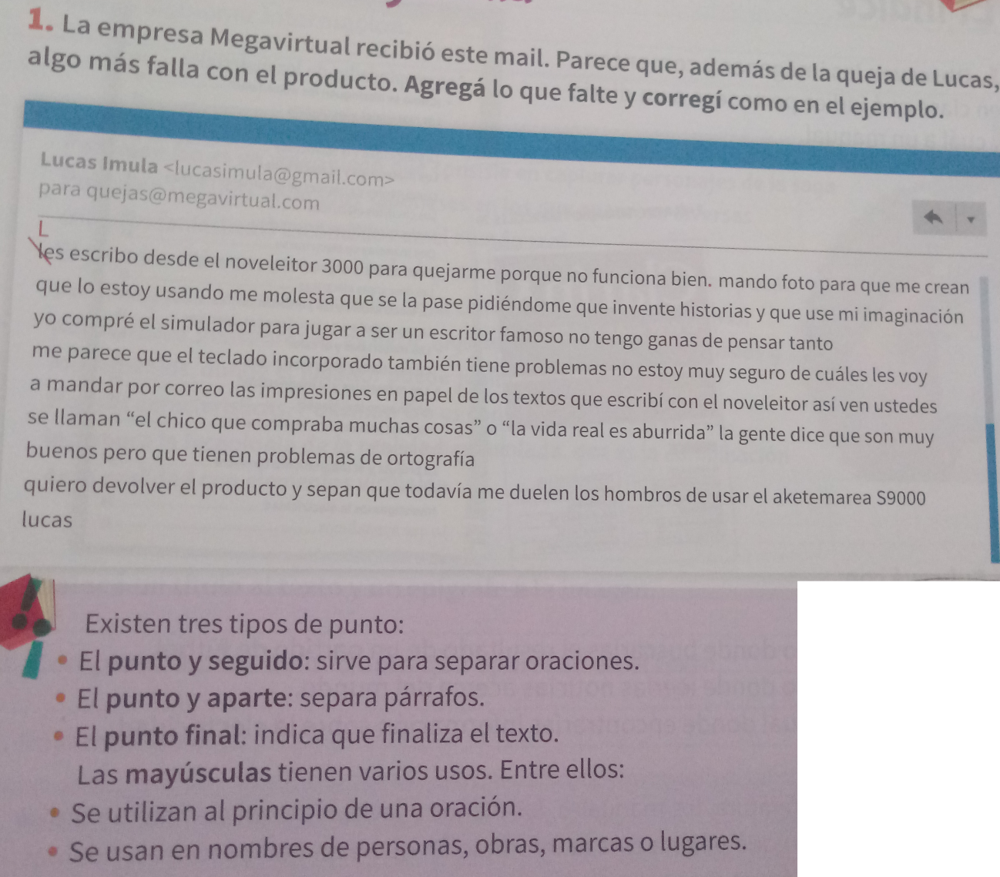 1. La empresa Megavirtual recibió este mail. Parece que, además de la queja de Lucas,
algo más falla con el producto. Agregá lo que falte y corregí como en el ejemplo.
Lucas Imula <lucasimula@gmail.com>
para quejas@megavirtual.com
L
les escribo desde el noveleitor 3000 para quejarme porque no funciona bien. mando foto para que me crean
que lo estoy usando me molesta que se la pase pidiéndome que invente historias y que use mi imaginación
yo compré el simulador para jugar a ser un escritor famoso no tengo ganas de pensar tanto
me parece que el teclado incorporado también tiene problemas no estoy muy seguro de cuáles les voy
a mandar por correo las impresiones en papel de los textos que escribí con el noveleitor así ven ustedes
se llaman “el chico que compraba muchas cosas” o “la vida real es aburrida” la gente dice que son muy
buenos pero que tienen problemas de ortografía
quiero devolver el producto y sepan que todavía me duelen los hombros de usar el aketemarea S9000
lucas
Existen tres tipos de punto:
• El punto y seguido: sirve para separar oraciones.
• El punto y aparte: separa párrafos.
• El punto final: indica que finaliza el texto.
Las mayúsculas tienen varios usos. Entre ellos:
• Se utilizan al principio de una oración.
• Se usan en nombres de personas, obras, marcas o lugares.